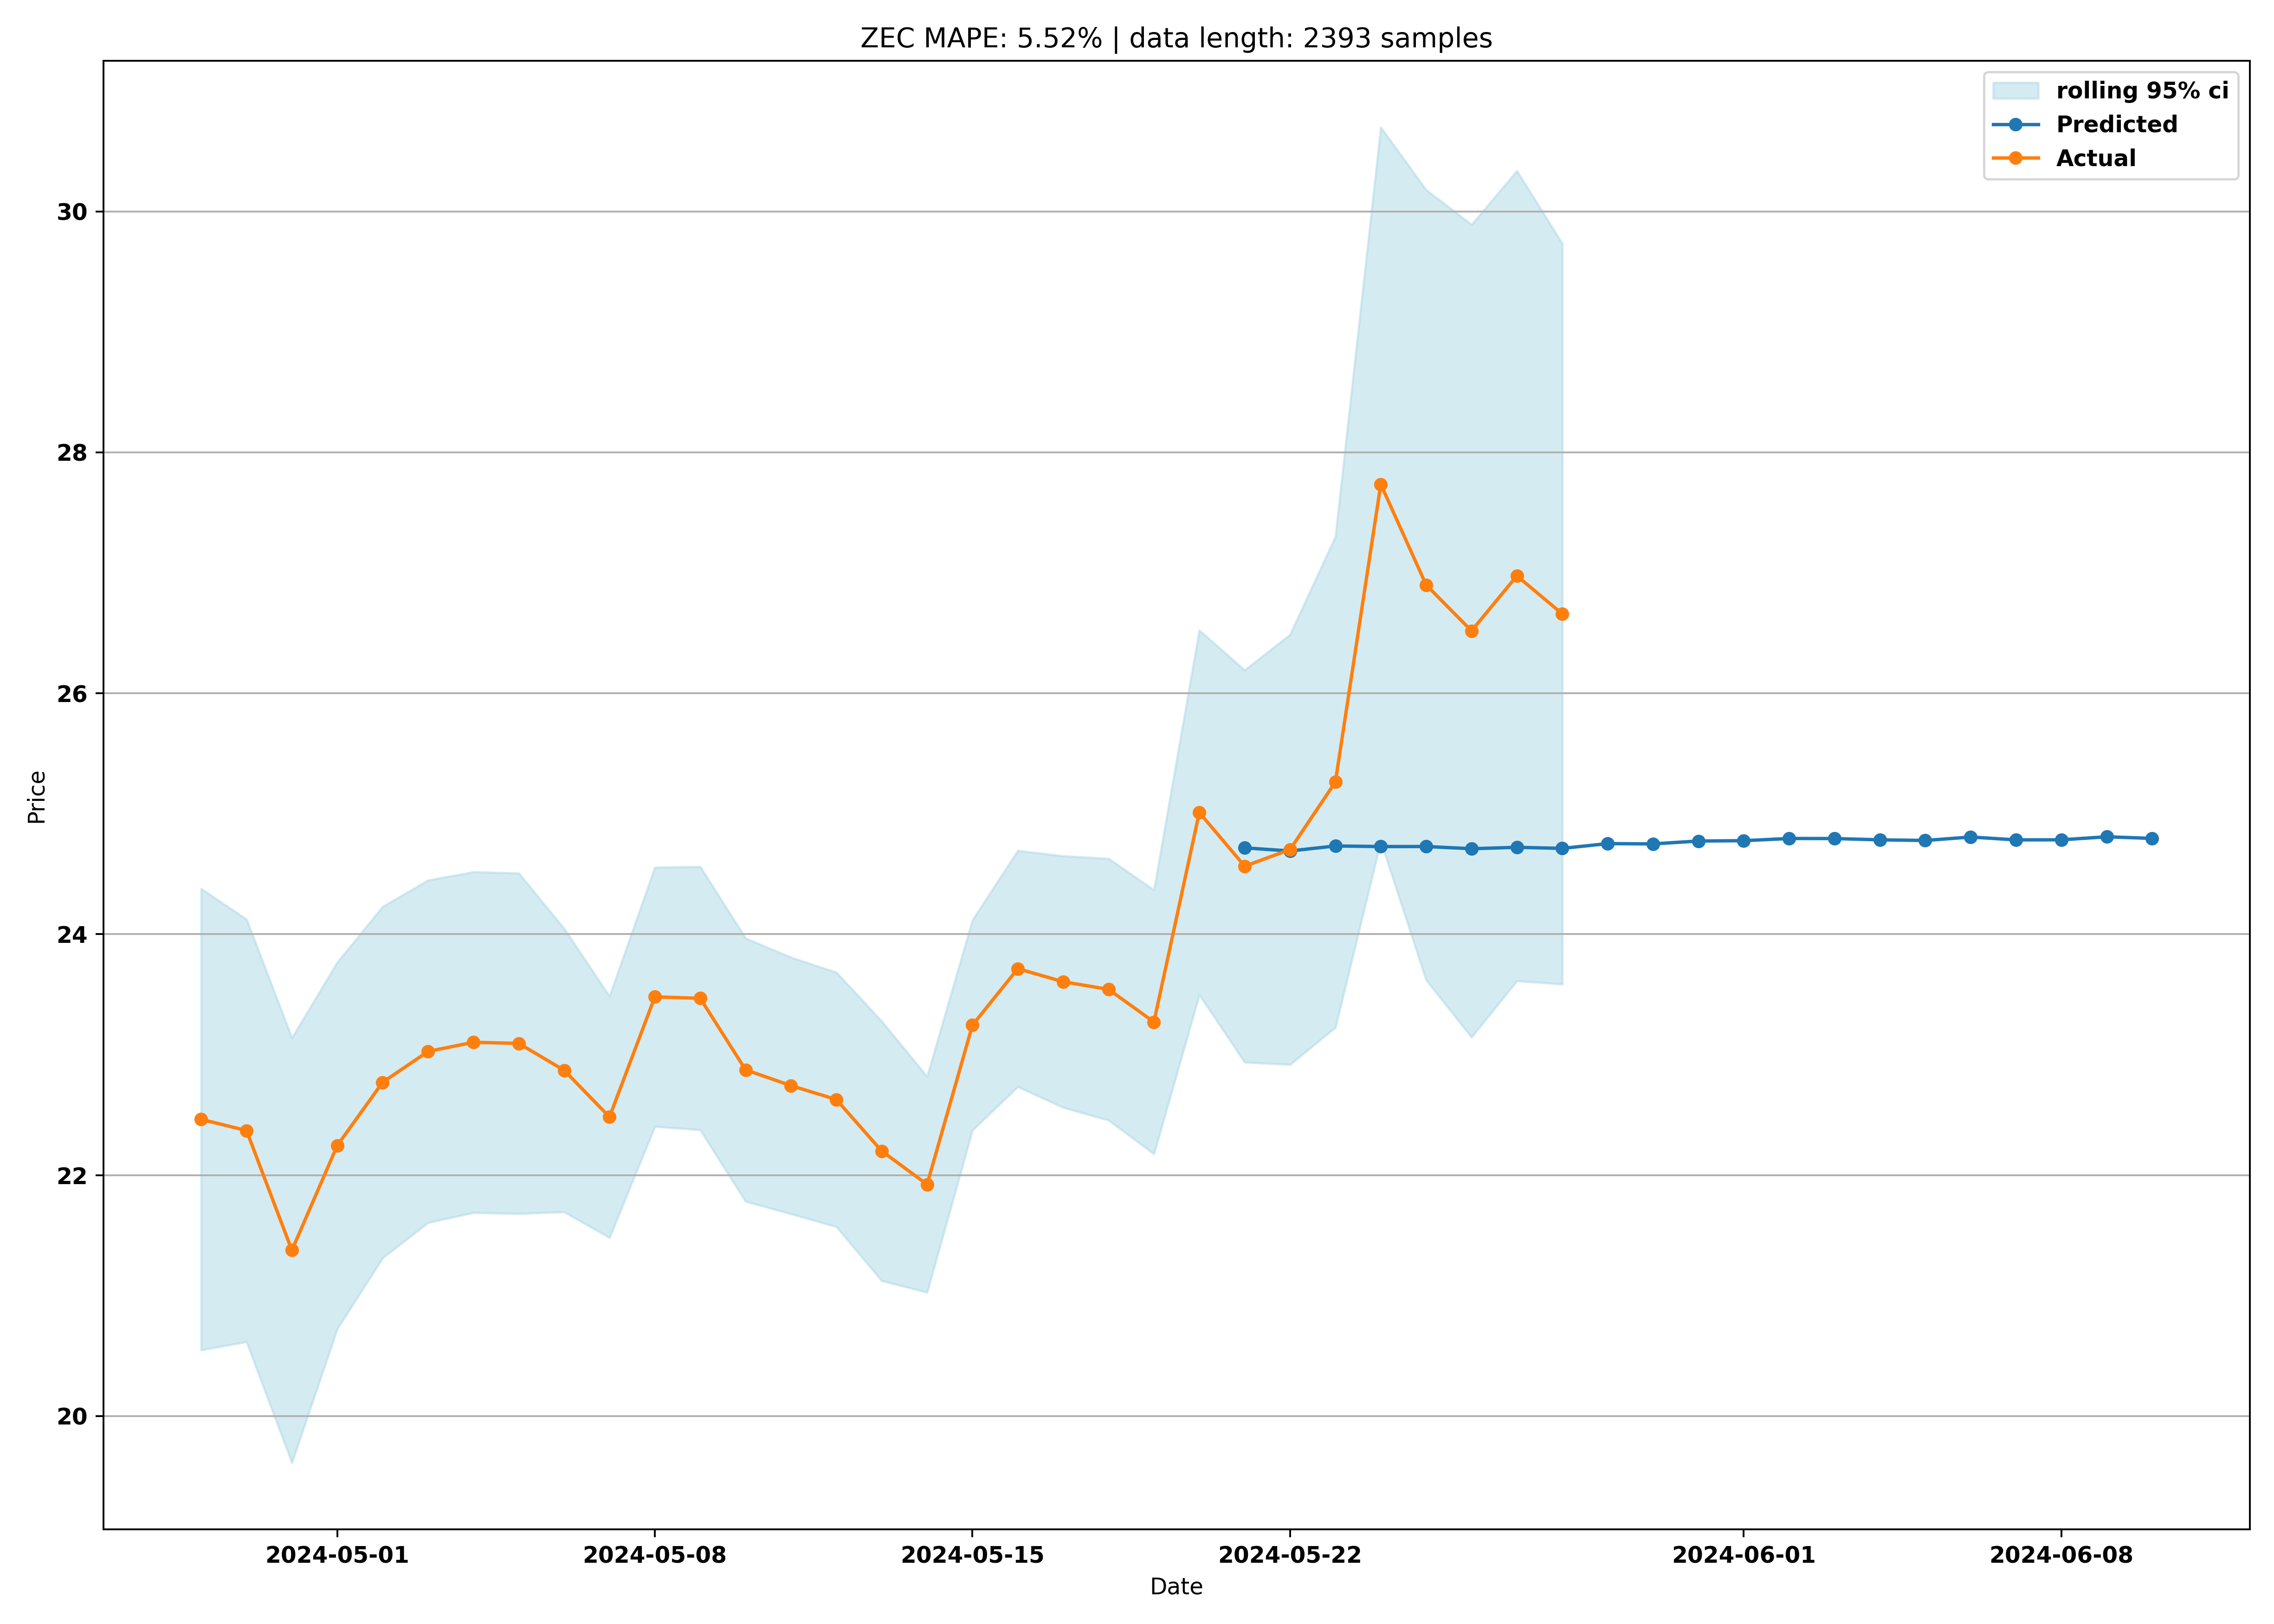 ZEC MAPE: 5.52% | data length: 2393 samples
rolling 95% ci
Predicted
Actual
Price
30
28
26
24
22
20
2024-05-01 2024-05-08 2024-05-15 2024-05-22 2024-06-01 2024-06-08
Date